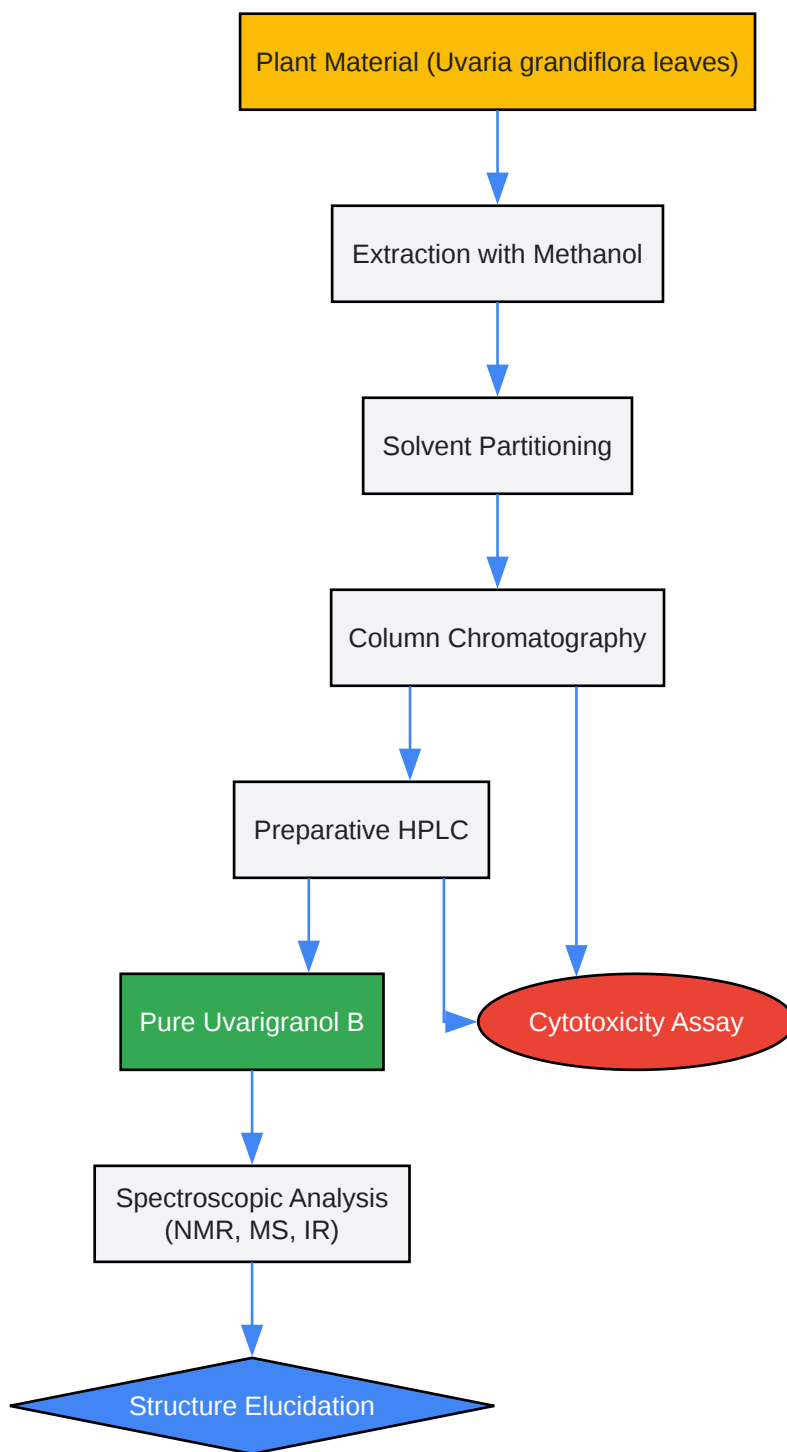 Plant Material (Uvaria grandiflora leaves)
Extraction with Methanol
Solvent Partitioning
Column Chromatography
Preparative HPLC
Pure Uvarigranol B
Cytotoxicity Assay
Spectroscopic Analysis
(NMR, MS, IR)
Structure Elucidation